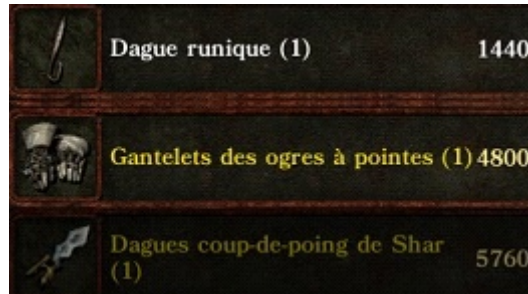 Dague runique (1) 1440
Gantelets des ogres à pointes (1) 4800
Dagues coup-de-poing de Shar
(1) 5760